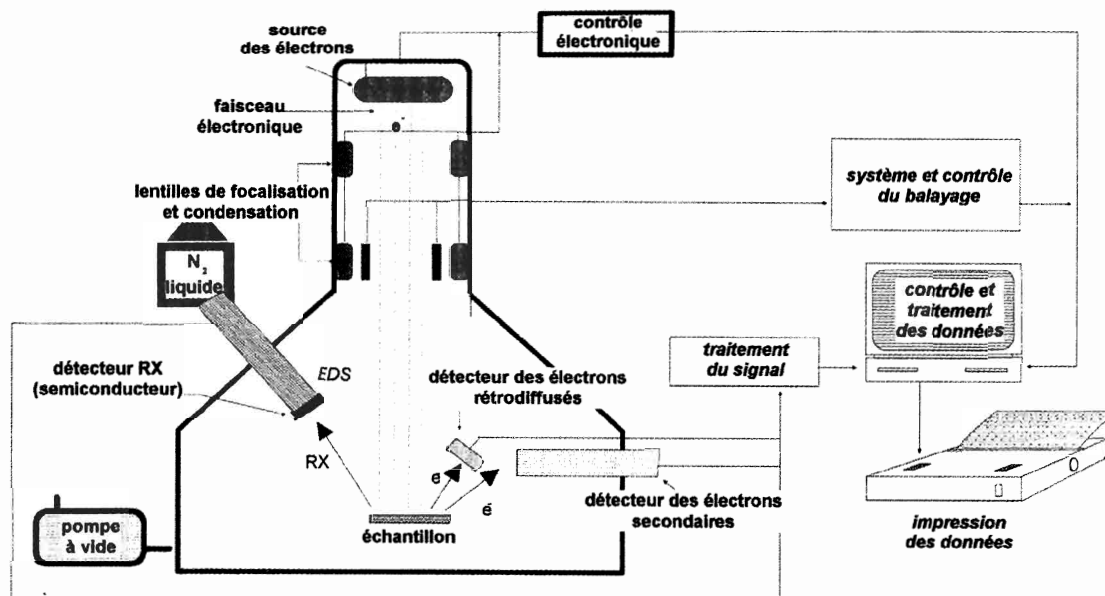 source
des électrons
contrôle
électronique
faisceau
électronique
e-
lentilles de focalisation
et condensation
système et contrôle
du balayage
N2
liquide
contrôle et
traitement
des données
détecteur RX
(semiconducteur)
EDS
détecteur des électrons
rétrodiffusés
traitement
du signal
RX
e
e
détecteur des électrons
secondaires
échantillon
pompe
à vide
impression
des données